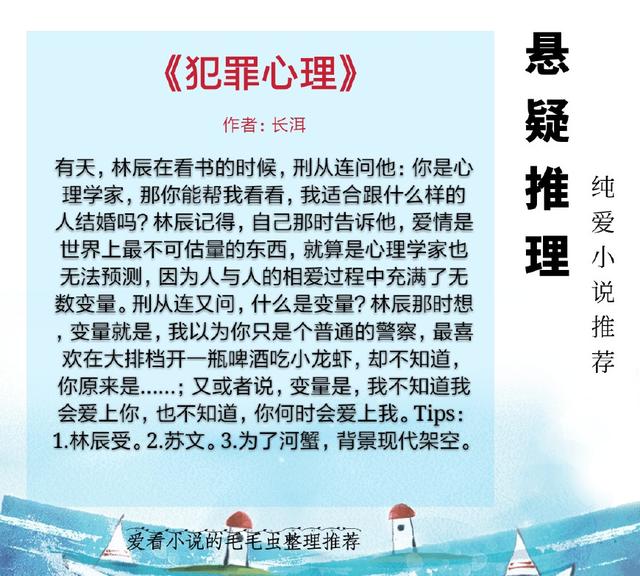 《犯罪心理》
作者：长洱
有天，林辰在看书的时候，刑从连问他：你是心
理学家，那你能帮我看看，我适合跟什么样的
人结婚吗？林辰记得，自己那时告诉他，爱情是
世界上最不可估量的东西，就算是心理学家也
无法预测，因为人与人的相爱过程中充满了无
数变量。刑从连又问，什么是变量？林辰那时想
，变量就是，我以为你只是个普通的警察，最喜
欢在大排档开一瓶啤酒吃小龙虾，却不知道，
你原来是……；又或者说，变量是，我不知道我
会爱上你，也不知道，你何时会爱上我。Tips：
1.林辰受。2.苏文。3.为了河蟹，背景现代架空。
悬疑推理
纯爱小说推荐
爱看小说的毛毛虫整理推荐